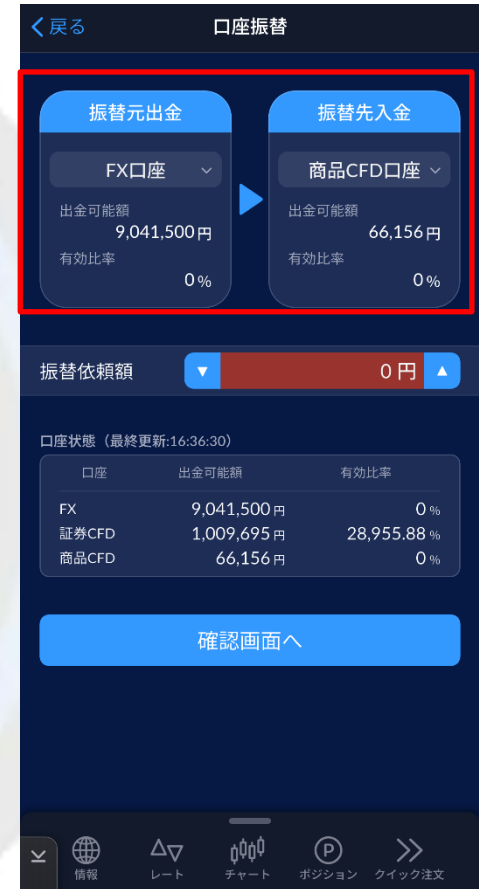 戻る 口座振替
振替元出金 振替先入金
FX口座 商品CFD口座
出金可能額 出金可能額
9,041,500円 66,156円
有効比率 有効比率
0% 0%
振替依頼額 ▼ 0円 ▲
口座状態（最終更新:16:36:30）
口座 出金可能額 有効比率
FX 9,041,500円 0%
証券CFD 1,009,695円 28,955.88%
商品CFD 66,156円 0%
確認画面へ
情報 レート チャート ポジション クイック注文